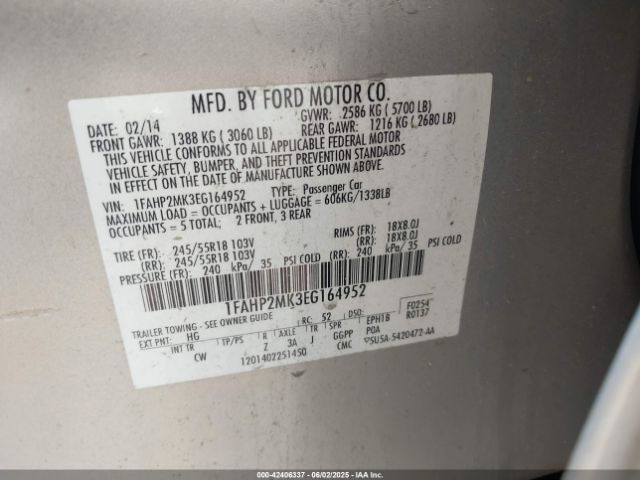 MFD. BY FORD MOTOR CO.
DATE: 02/14 GVWR: 2586 KG ( 5700 LB)
FRONT GAWR: 1388 KG ( 3060 LB) REAR GAWR: 1216 KG ( 2680 LB)
THIS VEHICLE CONFORMS TO ALL APPLICABLE FEDERAL MOTOR
VEHICLE SAFETY, BUMPER, AND THEFT PREVENTION STANDARDS
IN EFFECT ON THE DATE OF MANUFACTURE SHOWN ABOVE.
VIN: 1FAHP2MK3EG164952 TYPE: Passenger Car
MAXIMUM LOAD = OCCUPANTS + LUGGAGE = 606KG/1338LB
OCCUPANTS = 5 TOTAL; 2 FRONT, 3 REAR
TIRE (FR): 245/55R18 103V RIMS (FR): 18X8.0J
(RR): 245/55R18 103V (RR): 18X8.0J
PRESSURE (FR): 240 kPa/ 35 PSI COLD (RR): 240 kPa/ 35 PSI COLD
1FAHP2MK3EG164952
TRAILER TOWING - SEE OWNER GUIDE RC: 52 DSO: F0254
EXT PNT: HG EPH1B R0137
INT TR TP/PS R AXLE TR SPR P0A
CW Z 3A J GGPP CMC
1201402251450 5U5A-5420472-AA
00-42406337 - 06/02/2025 - IAA Inc.